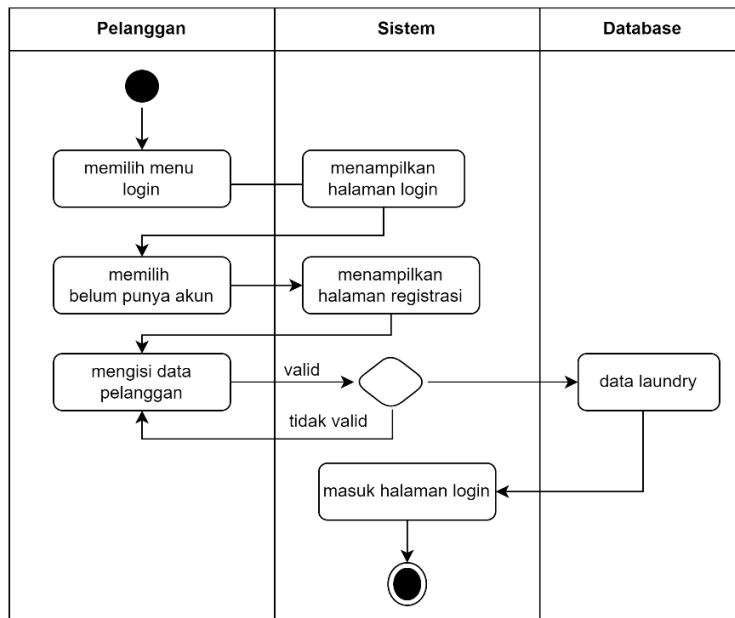 Pelanggan
Sistem
Database
memilih menu
login
menampilkan
halaman login
memilih
belum punya akun
menampilkan
halaman registrasi
mengisi data
pelanggan
valid
tidak valid
data laundry
masuk halaman login